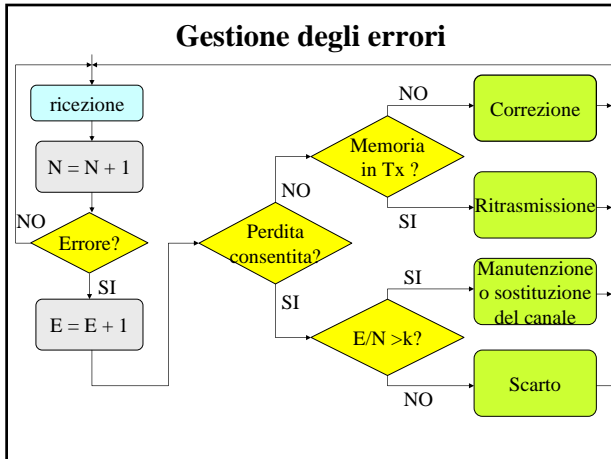 Gestione degli errori
ricezione
N = N + 1
NO
Errore?
SI
E = E + 1
Perdita
consentita?
NO
SI
Memoria
in Tx ?
NO
SI
E/N >k?
SI
NO
Correzione
Ritrasmissione
Manutenzione
o sostituzione
del canale
Scarto